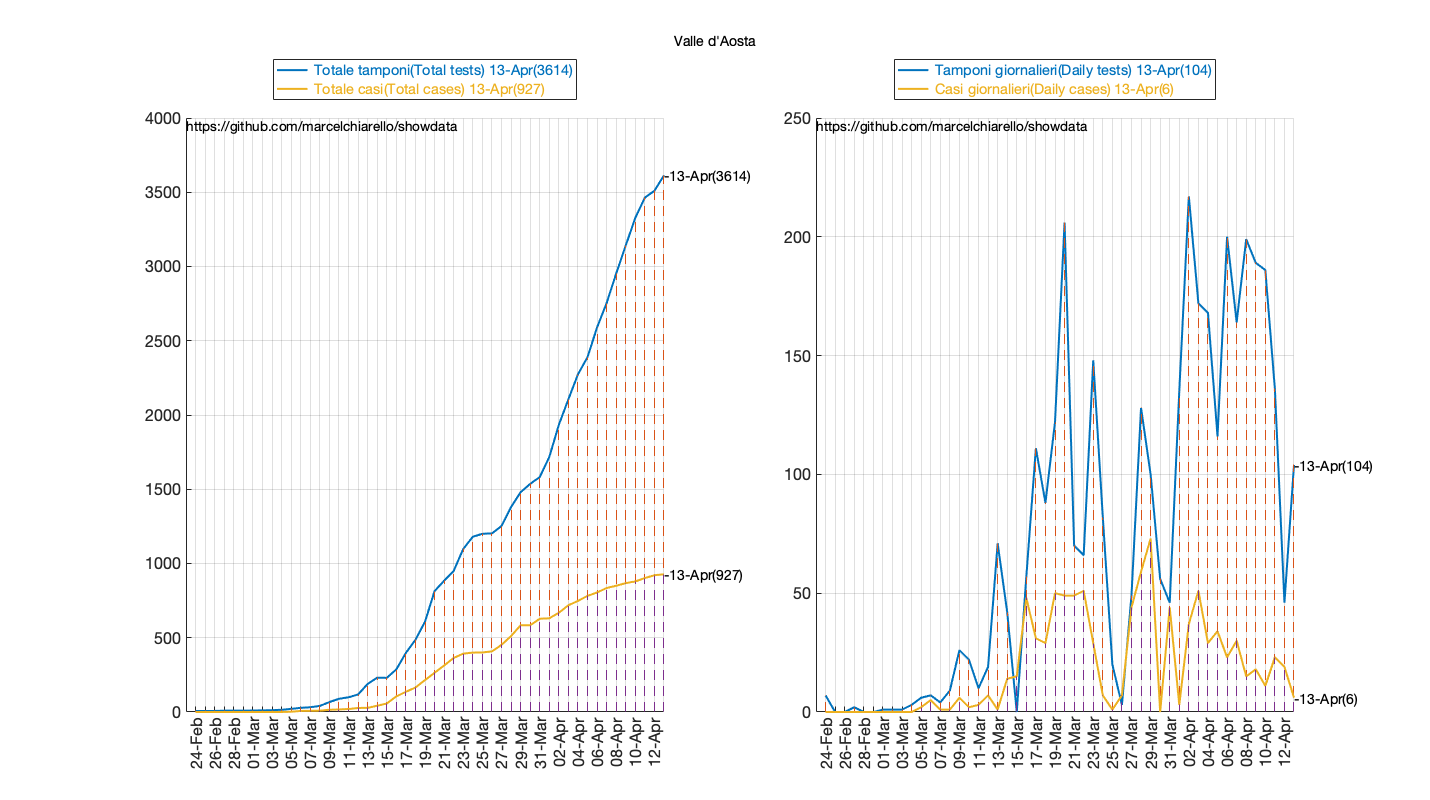 Valle d'Aosta
Totale tamponi(Total tests) 13-Apr(3614)
Totale casi(Total cases) 13-Apr(927)
4000
3500
3000
2500
2000
1500
1000
500
0
https://github.com/marcelchiarello/showdata
13-Apr(3614)
13-Apr(927)
24-Feb
26-Feb
28-Feb
01-Mar
03-Mar
05-Mar
07-Mar
09-Mar
11-Mar
13-Mar
15-Mar
17-Mar
19-Mar
21-Mar
23-Mar
25-Mar
27-Mar
29-Mar
31-Mar
02-Apr
04-Apr
06-Apr
08-Apr
10-Apr
12-Apr
Tamponi giornalieri(Daily tests) 13-Apr(104)
Casi giornalieri(Daily cases) 13-Apr(6)
250
200
150
100
50
0
https://github.com/marcelchiarello/showdata
13-Apr(104)
13-Apr(6)
24-Feb
26-Feb
28-Feb
01-Mar
03-Mar
05-Mar
07-Mar
09-Mar
11-Mar
13-Mar
15-Mar
17-Mar
19-Mar
21-Mar
23-Mar
25-Mar
27-Mar
29-Mar
31-Mar
02-Apr
04-Apr
06-Apr
08-Apr
10-Apr
12-Apr